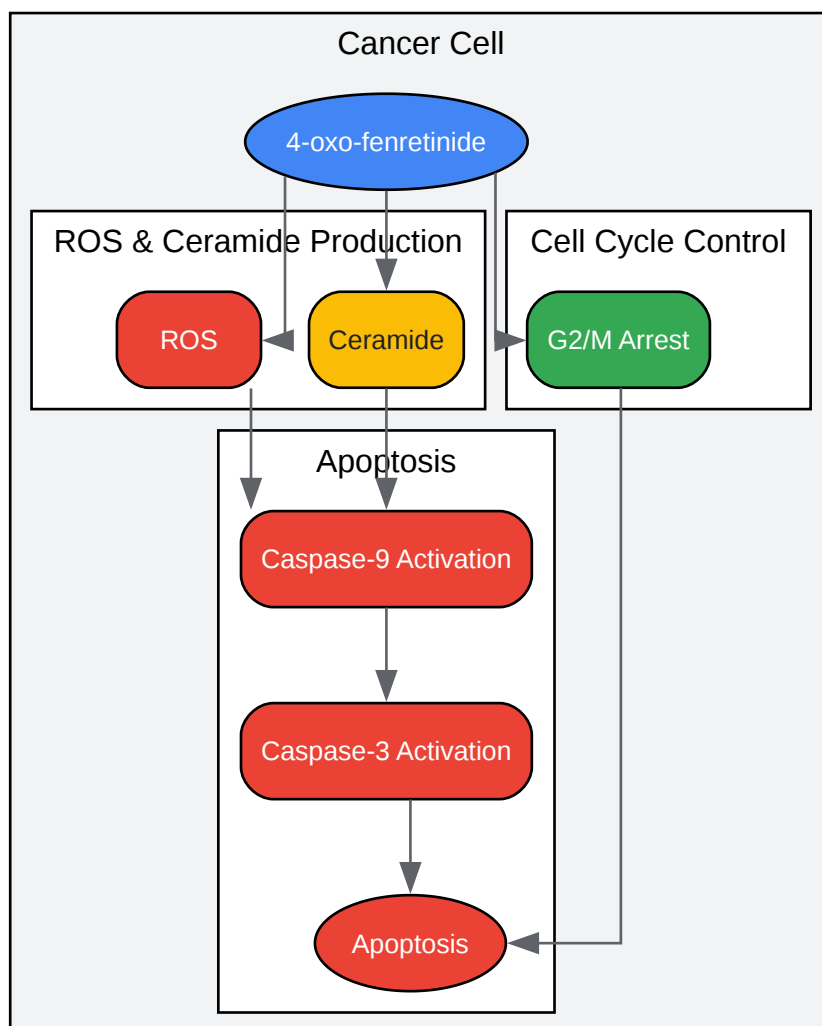 Cancer Cell
4-oxo-fenretinide
ROS & Ceramide Production
Cell Cycle Control
ROS
Ceramide
G2/M Arrest
Apoptosis
Caspase-9 Activation
Caspase-3 Activation
Apoptosis